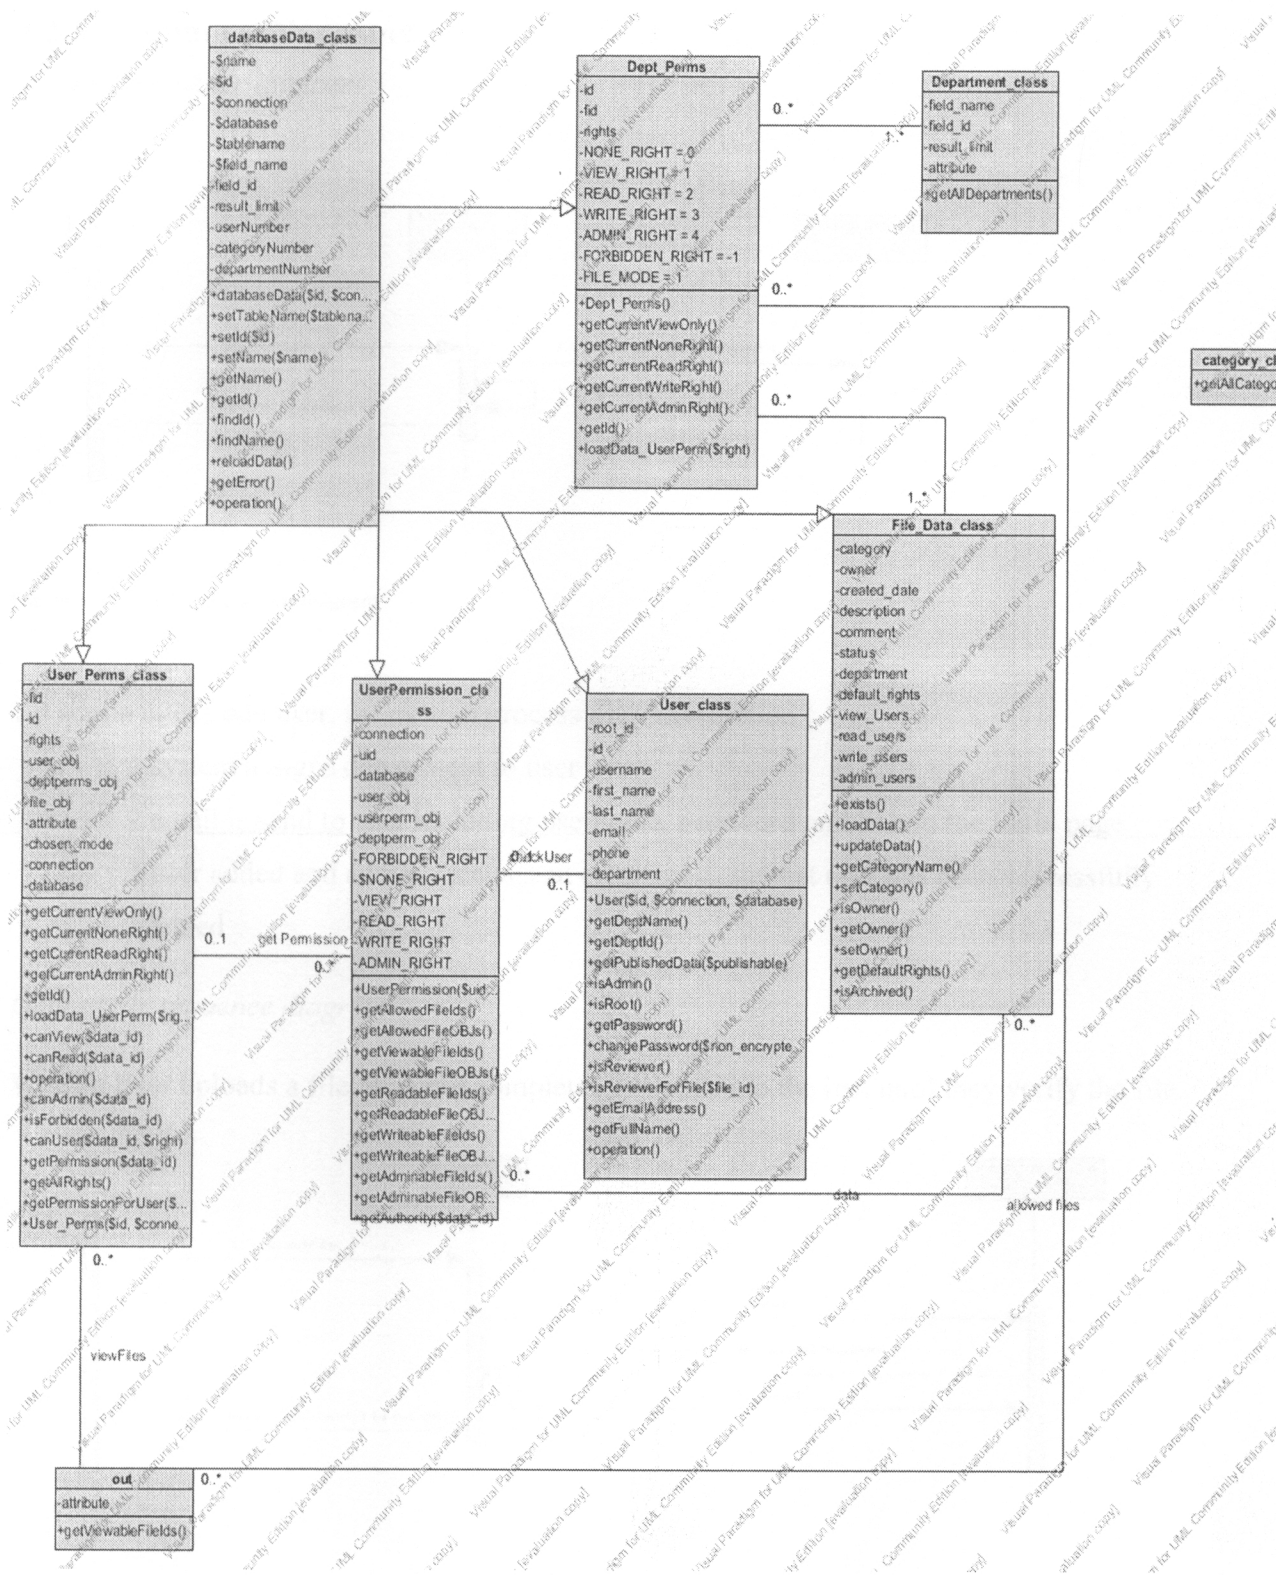 databaseData_class
-$name
-$id
-$connection
-$database
-$tablename
-$field_name
-field_id
-result_limit
-userNumber
-categoryNumber
-departmentNumber
+databaseData($id, $con...
+setTableName($tablena...
+setId($id)
+setName($name)
+getName()
+getId()
+findId()
+findName()
+reloadData()
+getError()
+operation()
Dept_Perms
-id
-fid
-rights
-NONE_RIGHT = 0
-VIEW_RIGHT = 1
-READ_RIGHT = 2
-WRITE_RIGHT = 3
-ADMIN_RIGHT = 4
-FORBIDDEN_RIGHT = -1
-FILE_MODE = 1
+Dept_Perms()
+getCurrentViewOnly()
+getCurrentNoneRight()
+getCurrentReadRight()
+getCurrentWriteRight()
+getCurrentAdminRight()
+getId()
+loadData_UserPerm($right)
0..*
1..*
Department_class
-field_name
-field_id
-result_limit
-attribute
+getAllDepartments()
0..*
0..*
1..*
category_cl
+getAllCatego
File_Data_class
-category
-owner
-created_date
-description
-comment
-status
-department
-default_rights
-view_Users
-read_users
-write_users
-admin_users
+exists()
+loadData()
+updateData()
+getCategoryName()
+setCategory()
+isOwner()
+getOwner()
+setOwner()
+getDefaultRights()
+isArchived()
0..*
User_Perms_class
-fid
-id
-rights
-user_obj
-deptperms_obj
-file_obj
-attribute
-chosen_mode
-connection
-database
+getCurrentViewOnly()
+getCurrentNoneRight()
+getCurrentReadRight()
+getCurrentAdminRight()
+getId()
+loadData_UserPerm($rig...
+canView($data_id)
+canRead($data_id)
+operation()
+canAdmin($data_id)
+isForbidden($data_id)
+canUser($data_id, $right)
+getPermission($data_id)
+getAllRights()
+getPermissionForUser($...
+User_Perms($id, $conne...
0..1
get Permission
UserPermission_cla
ss
-connection
-uid
-database
-user_obj
-userperm_obj
-deptperm_obj
-FORBIDDEN_RIGHT
-$NONE_RIGHT
-VIEW_RIGHT
-READ_RIGHT
-WRITE_RIGHT
-ADMIN_RIGHT
+UserPermission($uid...
+getAllowedFileIds()
+getAllowedFileOBJs()
+getViewableFileIds()
+getViewableFileOBJs()
+getReadableFileIds()
+getReadableFileOBJ...
+getWriteableFileIds()
+getWriteableFileOBJ...
+getAdminableFileIds()
+getAdminableFileOB...
+getAuthority($data_id)
0..1
User_class
-root_id
-id
-username
-first_name
-last_name
-email
-phone
-department
+User($id, $connection, $database)
+getDeptName()
+getDeptId()
+getPublishedData($publishable)
+isAdmin()
+isRoot()
+getPassword()
+changePassword($non_encrypte
+isReviewer()
+isReviewerForFile($file_id)
+getEmailAddress()
+getFullName()
+operation()
0..*
data
allowed files
0..*
viewFiles
out
-attribute
+getViewableFileIds()
0..*
Visual Paradigm for UML Community Edition [evaluation copy]